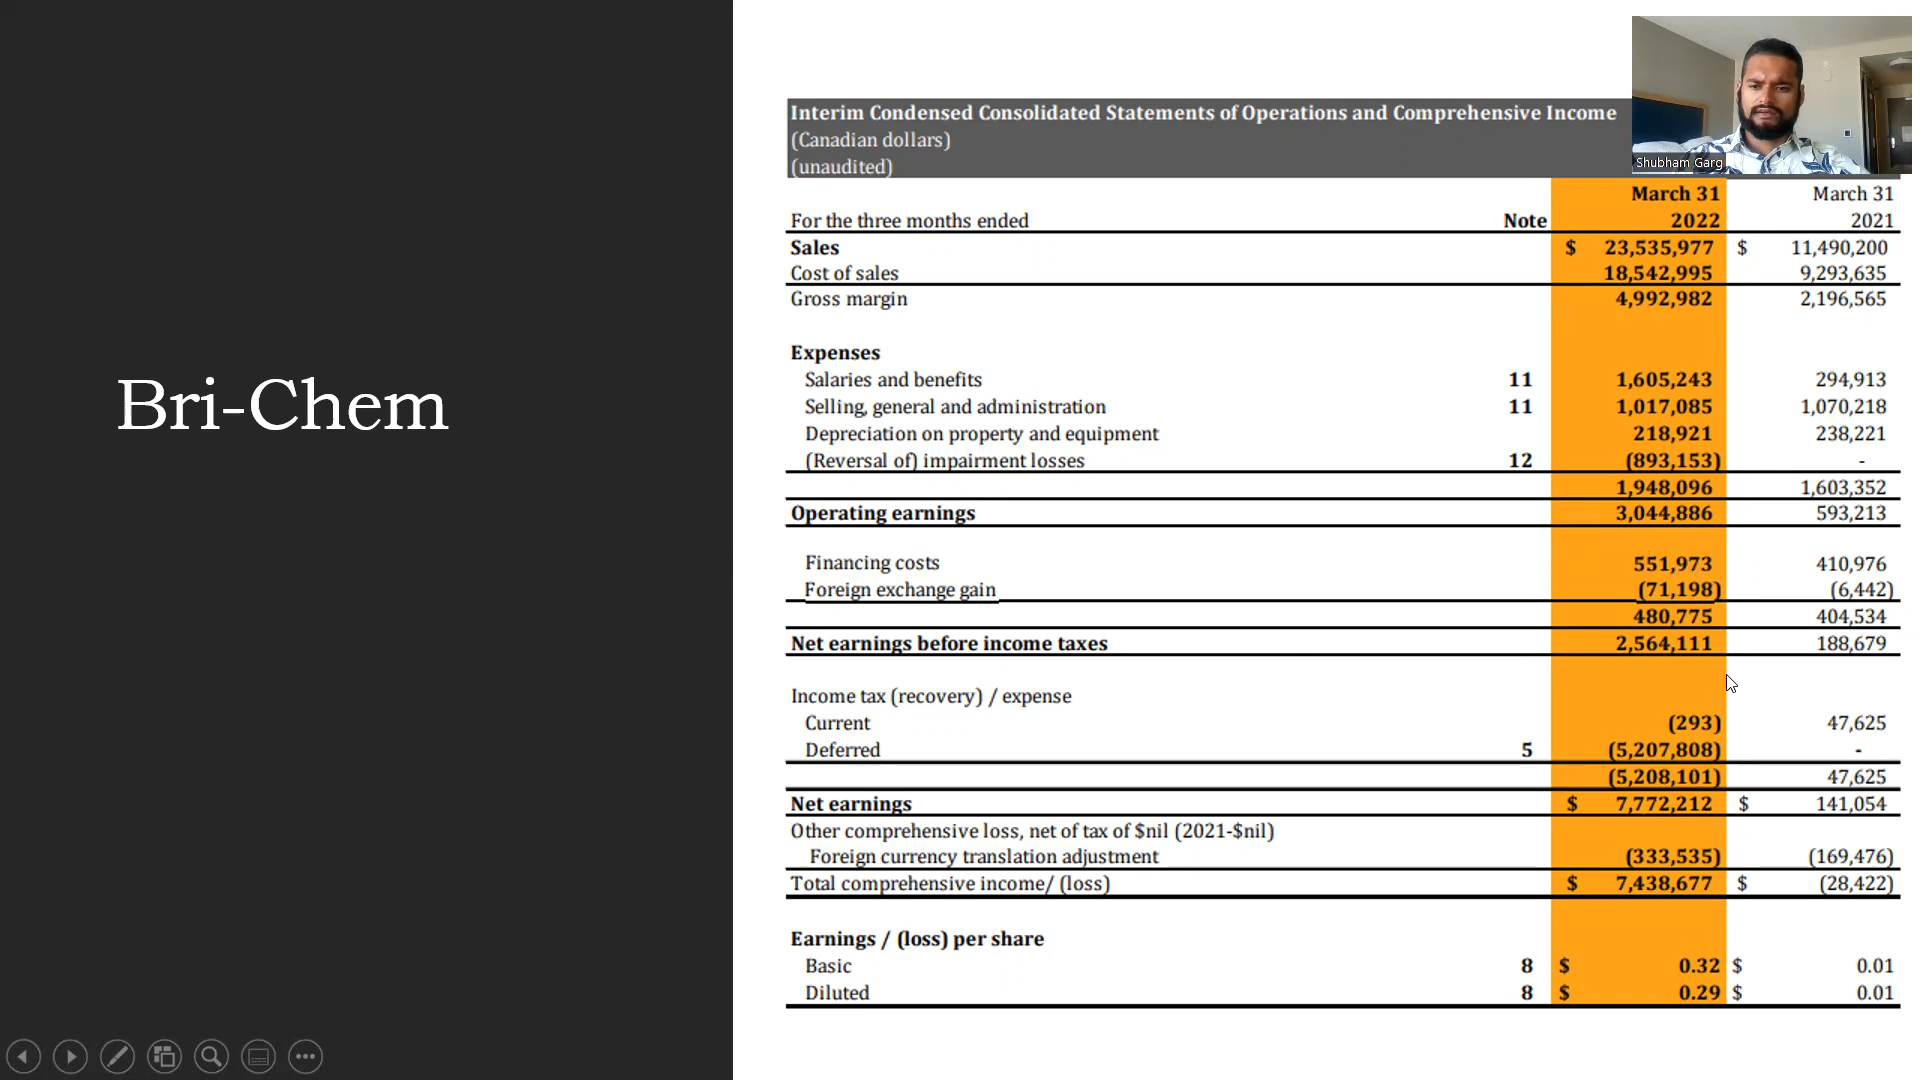 Bri-Chem
Interim Condensed Consolidated Statements of Operations and Comprehensive Income
(Canadian dollars)
(unaudited)
Shubham Garg
March 31 March 31
For the three months ended Note 2022 2021
Sales $ 23,535,977 $ 11,490,200
Cost of sales 18,542,995 9,293,635
Gross margin 4,992,982 2,196,565
Expenses
Salaries and benefits 11 1,605,243 294,913
Selling, general and administration 11 1,017,085 1,070,218
Depreciation on property and equipment 218,921 238,221
(Reversal of) impairment losses 12 (893,153) -
1,948,096 1,603,352
Operating earnings 3,044,886 593,213
Financing costs 551,973 410,976
Foreign exchange gain (71,198) (6,442)
480,775 404,534
Net earnings before income taxes 2,564,111 188,679
Income tax (recovery) / expense
Current (293) 47,625
Deferred 5 (5,207,808) -
(5,208,101) 47,625
Net earnings $ 7,772,212 $ 141,054
Other comprehensive loss, net of tax of $nil (2021-$nil)
Foreign currency translation adjustment (333,535) (169,476)
Total comprehensive income/ (loss) $ 7,438,677 $ (28,422)
Earnings / (loss) per share
Basic 8 $ 0.32 $ 0.01
Diluted 8 $ 0.29 $ 0.01